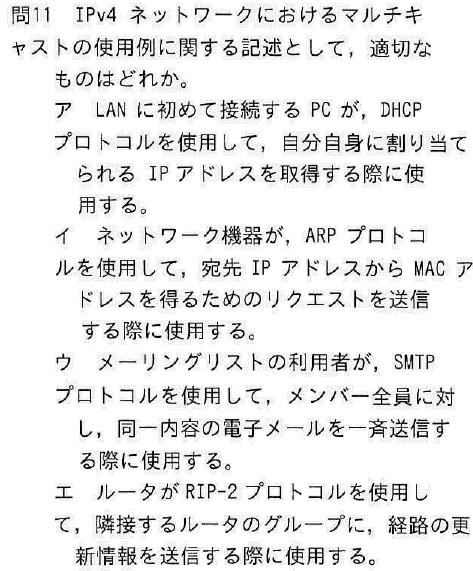 問11　IPv4 ネットワークにおけるマルチキ
ャストの使用例に関する記述として，適切な
ものはどれか。
ア　LAN に初めて接続する PC が，DHCP
プロトコルを使用して，自分自身に割り当て
られる IP アドレスを取得する際に使
用する。
イ　ネットワーク機器が，ARP プロトコ
ルを使用して，宛先 IP アドレスから MAC ア
ドレスを得るためのリクエストを送信
する際に使用する。
ウ　メーリングリストの利用者が，SMTP
プロトコルを使用して，メンバー全員に対
し，同一内容の電子メールを一斉送信す
る際に使用する。
エ　ルータが RIP-2 プロトコルを使用し
て，隣接するルータのグループに，経路の更
新情報を送信する際に使用する。